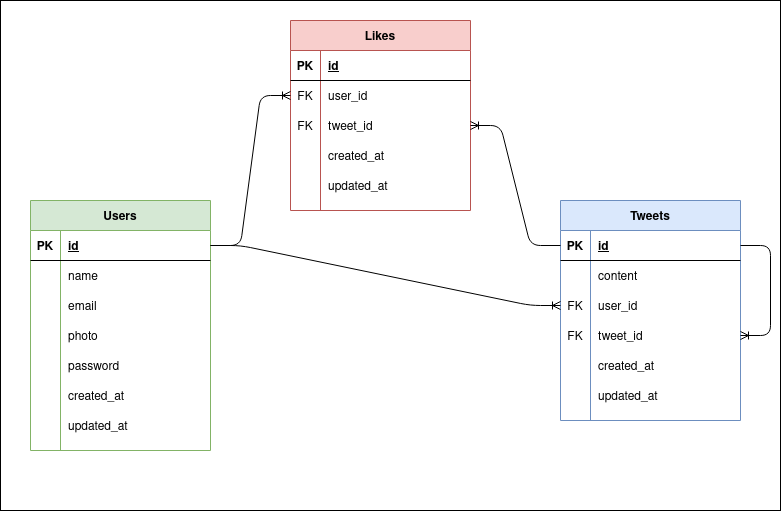 Likes
PK id
FK user_id
FK tweet_id
created_at
updated_at
Users
PK id
name
email
photo
password
created_at
updated_at
Tweets
PK id
content
FK user_id
FK tweet_id
created_at
updated_at